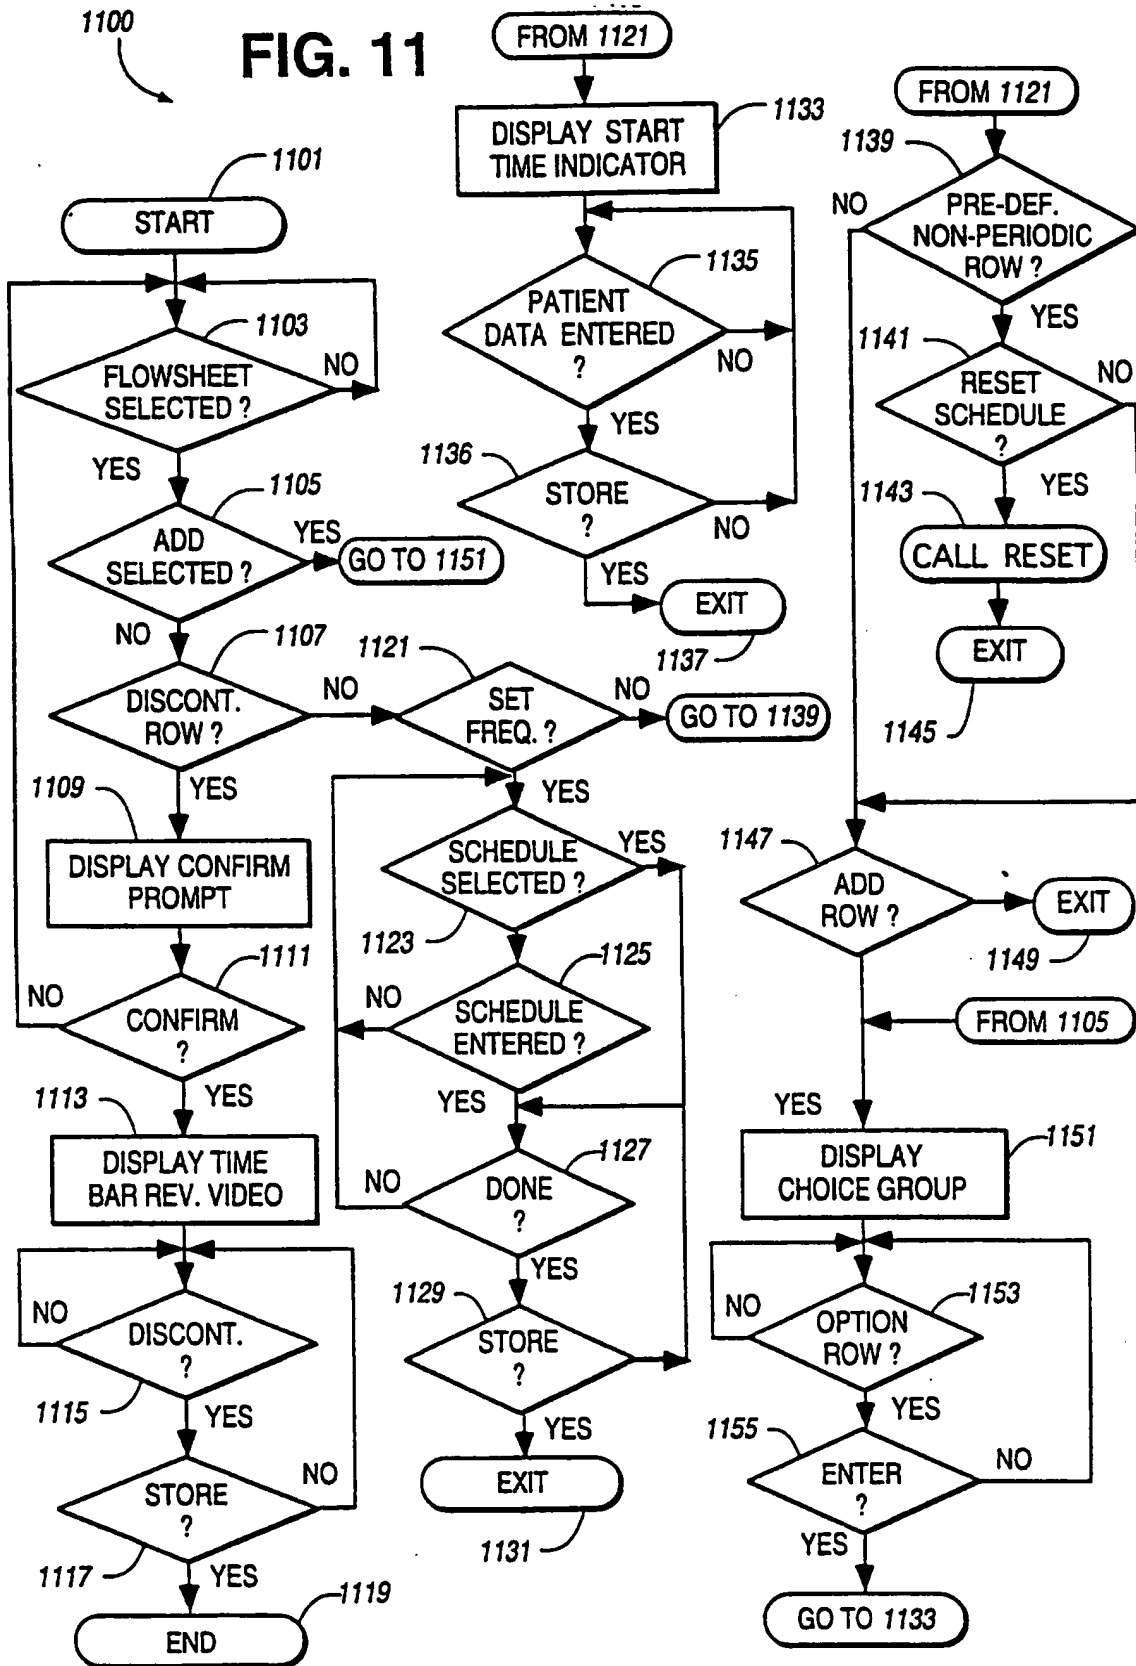 1100
FIG. 11
FROM 1121
1133
DISPLAY START
TIME INDICATOR
1135
PATIENT
DATA ENTERED
?
NO
YES
1136
STORE
?
NO
YES
EXIT
1137
1101
START
1103
FLOWSHEET
SELECTED ?
NO
YES
1105
ADD
SELECTED ?
YES
GO TO 1151
NO
1107
DISCONT.
ROW ?
NO
YES
1109
DISPLAY CONFIRM
PROMPT
1111
NO
CONFIRM
?
YES
1113
DISPLAY TIME
BAR REV. VIDEO
NO
DISCONT.
?
1115
YES
NO
STORE
?
1117
YES
1119
END
1121
SET
FREQ. ?
NO
GO TO 1139
YES
SCHEDULE
SELECTED ?
YES
1123
1125
NO
SCHEDULE
ENTERED ?
YES
1127
NO
DONE
?
YES
1129
STORE
?
YES
EXIT
1131
FROM 1121
1139
NO
PRE-DEF.
NON-PERIODIC
ROW ?
YES
1141
NO
RESET
SCHEDULE
?
YES
1143
CALL RESET
EXIT
1145
1147
ADD
ROW ?
EXIT
1149
FROM 1105
YES
1151
DISPLAY
CHOICE GROUP
1153
NO
OPTION
ROW ?
YES
1155
NO
ENTER
?
YES
GO TO 1133